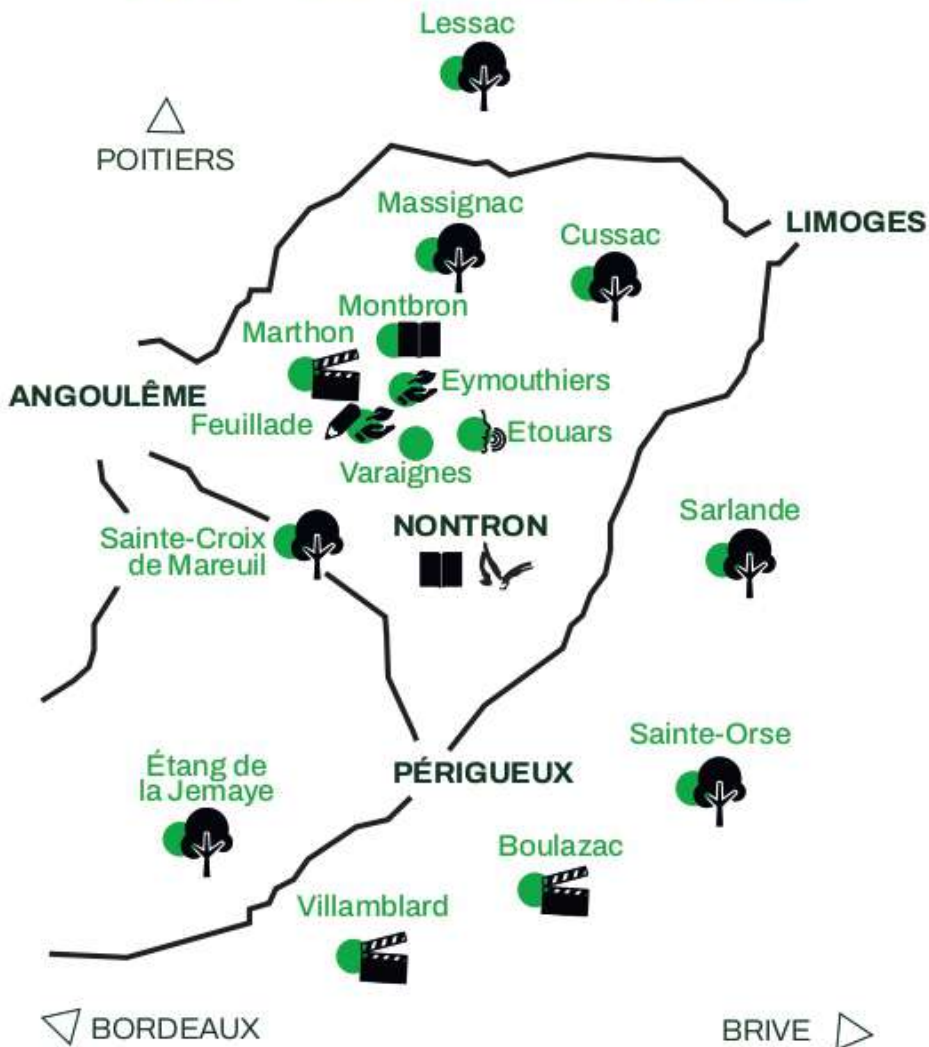 Lessac
POITIERS
Massignac
LIMOGES
Cussac
Montbron
Marthon
Eymouthiers
ANGOULÊME
Feuillade
Etouars
Varaignes
Sarlande
NONTRON
Sainte-Croix
de Mareuil
Sainte-Orse
Étang de
la Jemaye
PÉRIGUEUX
Boulazac
Villamblard
BORDEAUX
BRIVE